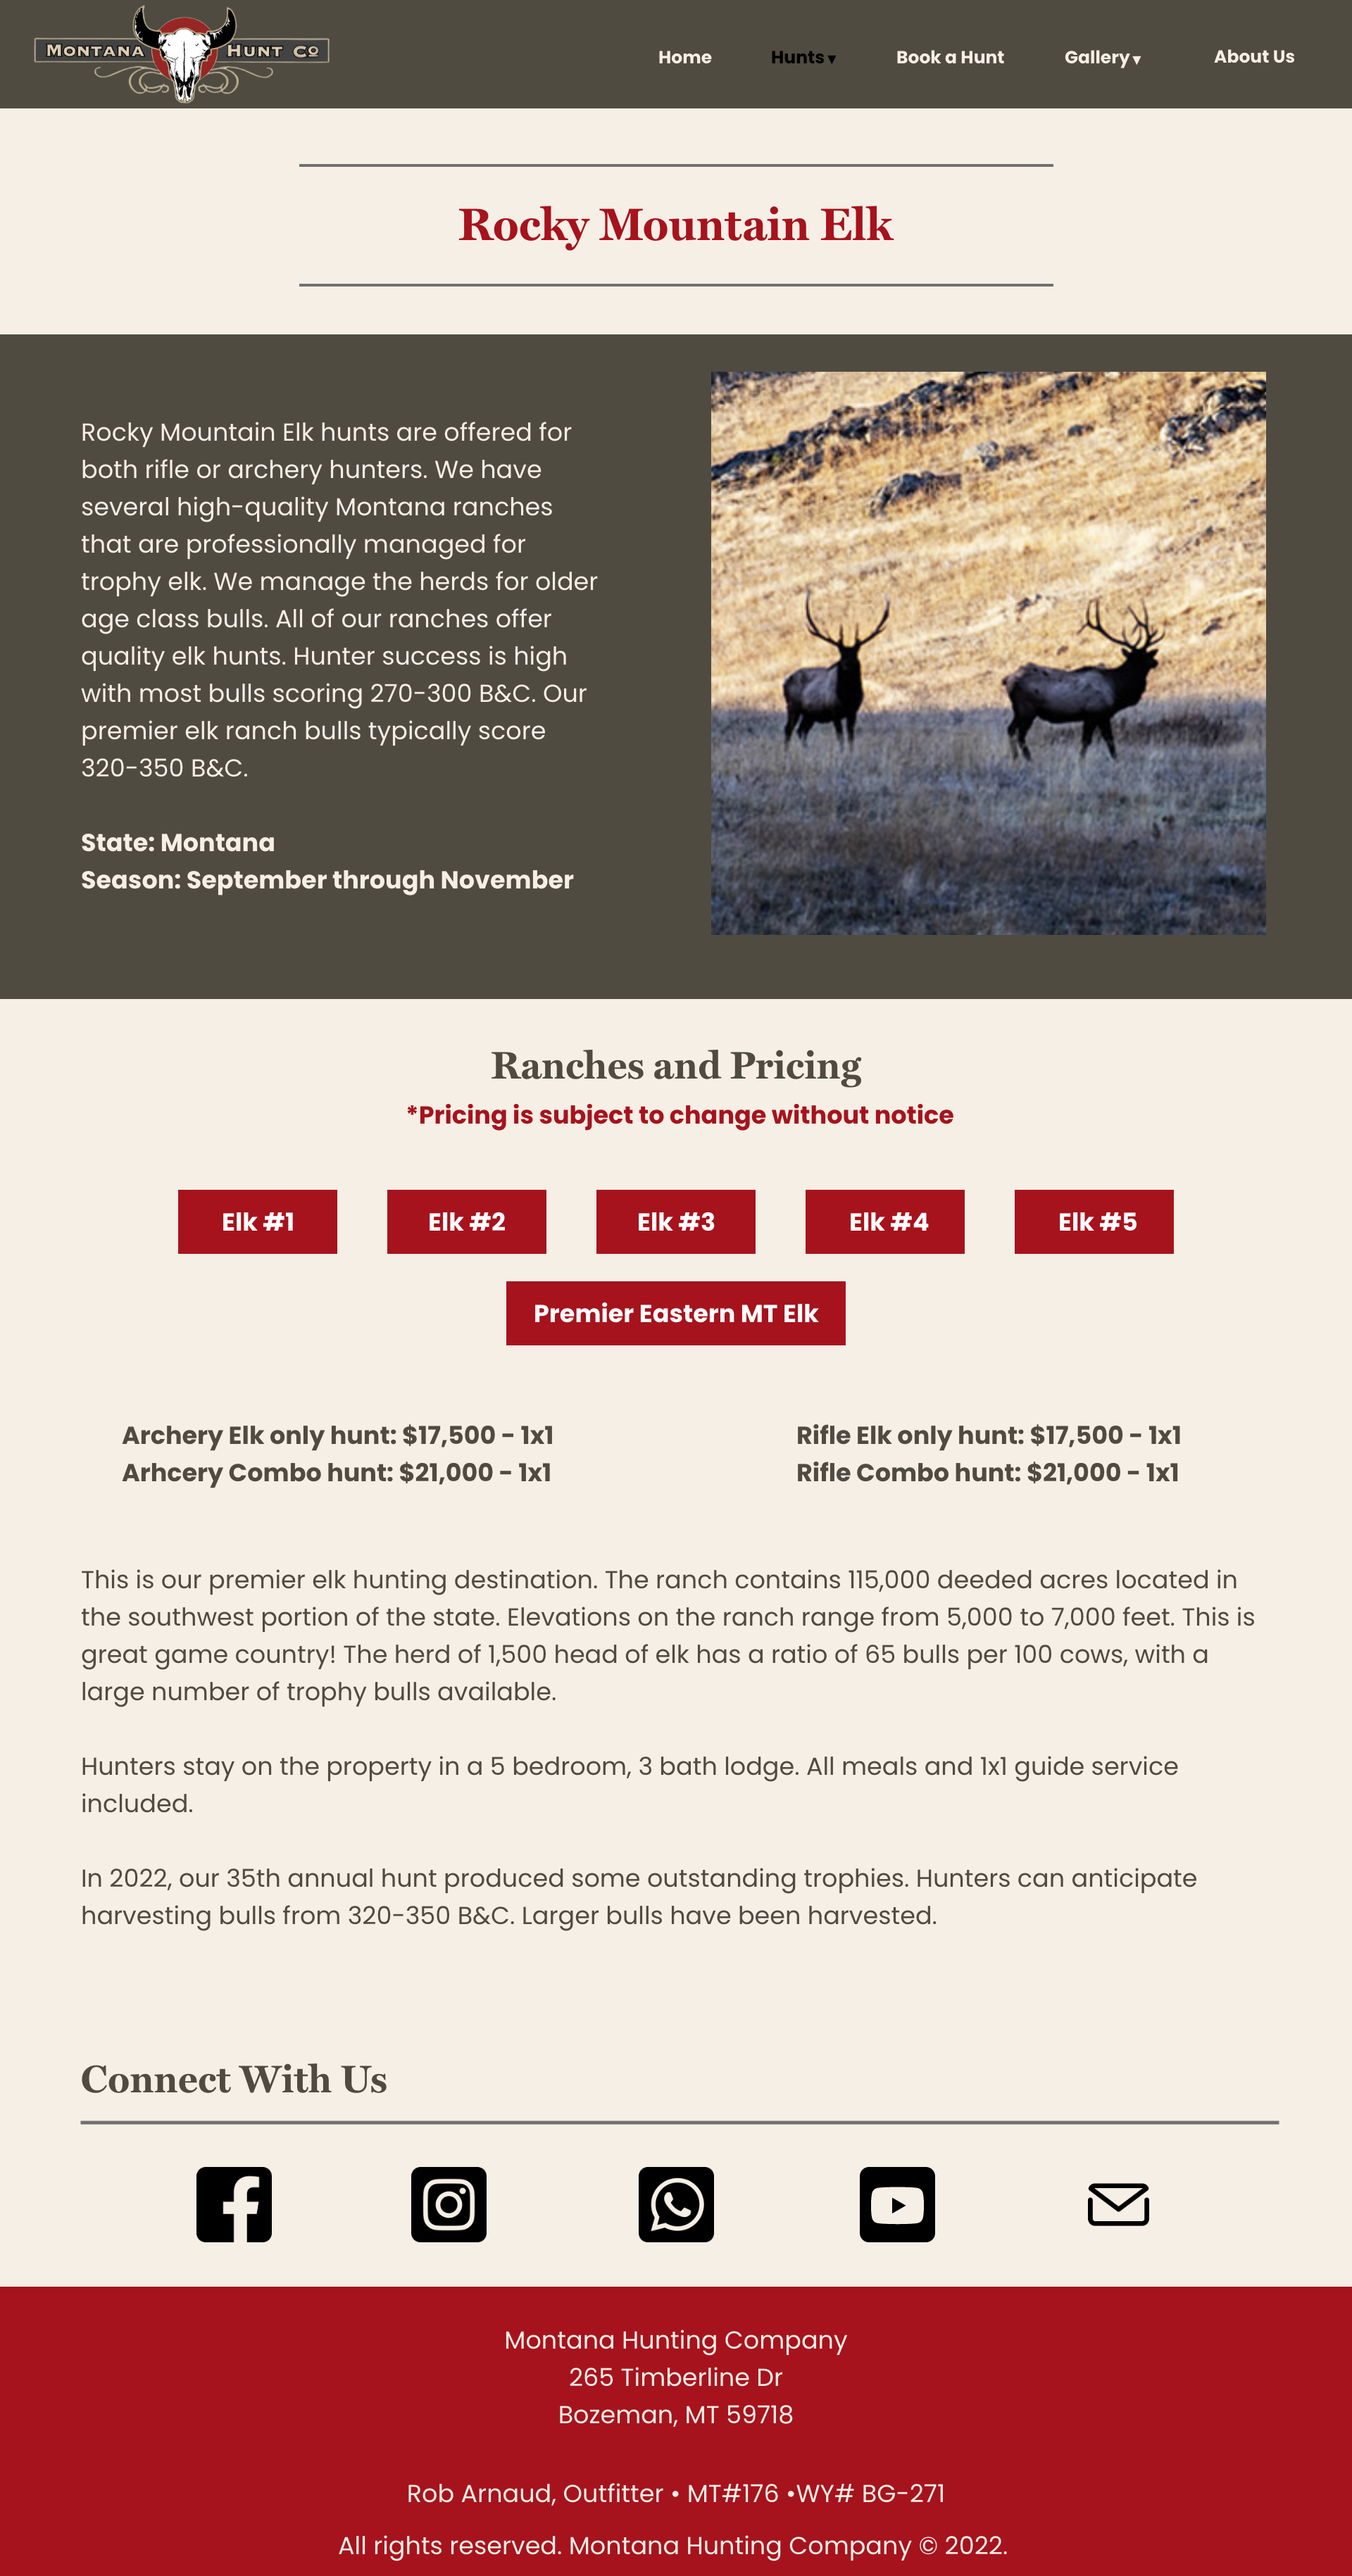 MONTANA HUNT CO
Home
Hunts ▾
Book a Hunt
Gallery ▾
About Us
Rocky Mountain Elk
Rocky Mountain Elk hunts are offered for
both rifle or archery hunters. We have
several high-quality Montana ranches
that are professionally managed for
trophy elk. We manage the herds for older
age class bulls. All of our ranches offer
quality elk hunts. Hunter success is high
with most bulls scoring 270-300 B&C. Our
premier elk ranch bulls typically score
320-350 B&C.
State: Montana
Season: September through November
Ranches and Pricing
*Pricing is subject to change without notice
Elk #1
Elk #2
Elk #3
Elk #4
Elk #5
Premier Eastern MT Elk
Archery Elk only hunt: $17,500 - 1x1
Arhcery Combo hunt: $21,000 - 1x1
Rifle Elk only hunt: $17,500 - 1x1
Rifle Combo hunt: $21,000 - 1x1
This is our premier elk hunting destination. The ranch contains 115,000 deeded acres located in
the southwest portion of the state. Elevations on the ranch range from 5,000 to 7,000 feet. This is
great game country! The herd of 1,500 head of elk has a ratio of 65 bulls per 100 cows, with a
large number of trophy bulls available.
Hunters stay on the property in a 5 bedroom, 3 bath lodge. All meals and 1x1 guide service
included.
In 2022, our 35th annual hunt produced some outstanding trophies. Hunters can anticipate
harvesting bulls from 320-350 B&C. Larger bulls have been harvested.
Connect With Us
Montana Hunting Company
265 Timberline Dr
Bozeman, MT 59718
Rob Arnaud, Outfitter • MT#176 •WY# BG-271
All rights reserved. Montana Hunting Company © 2022.